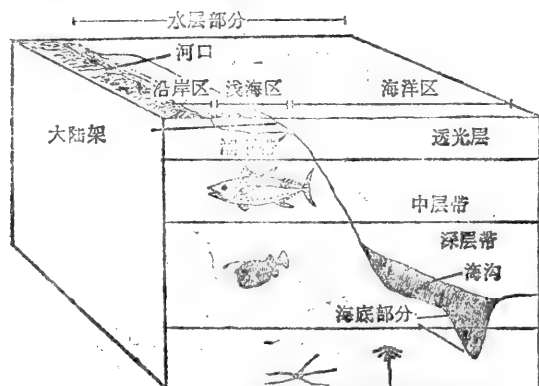 水层部分
河口
沿岸区
浅海区
海洋区
大陆架
透光层
中层带
深层带
海沟
海底部分